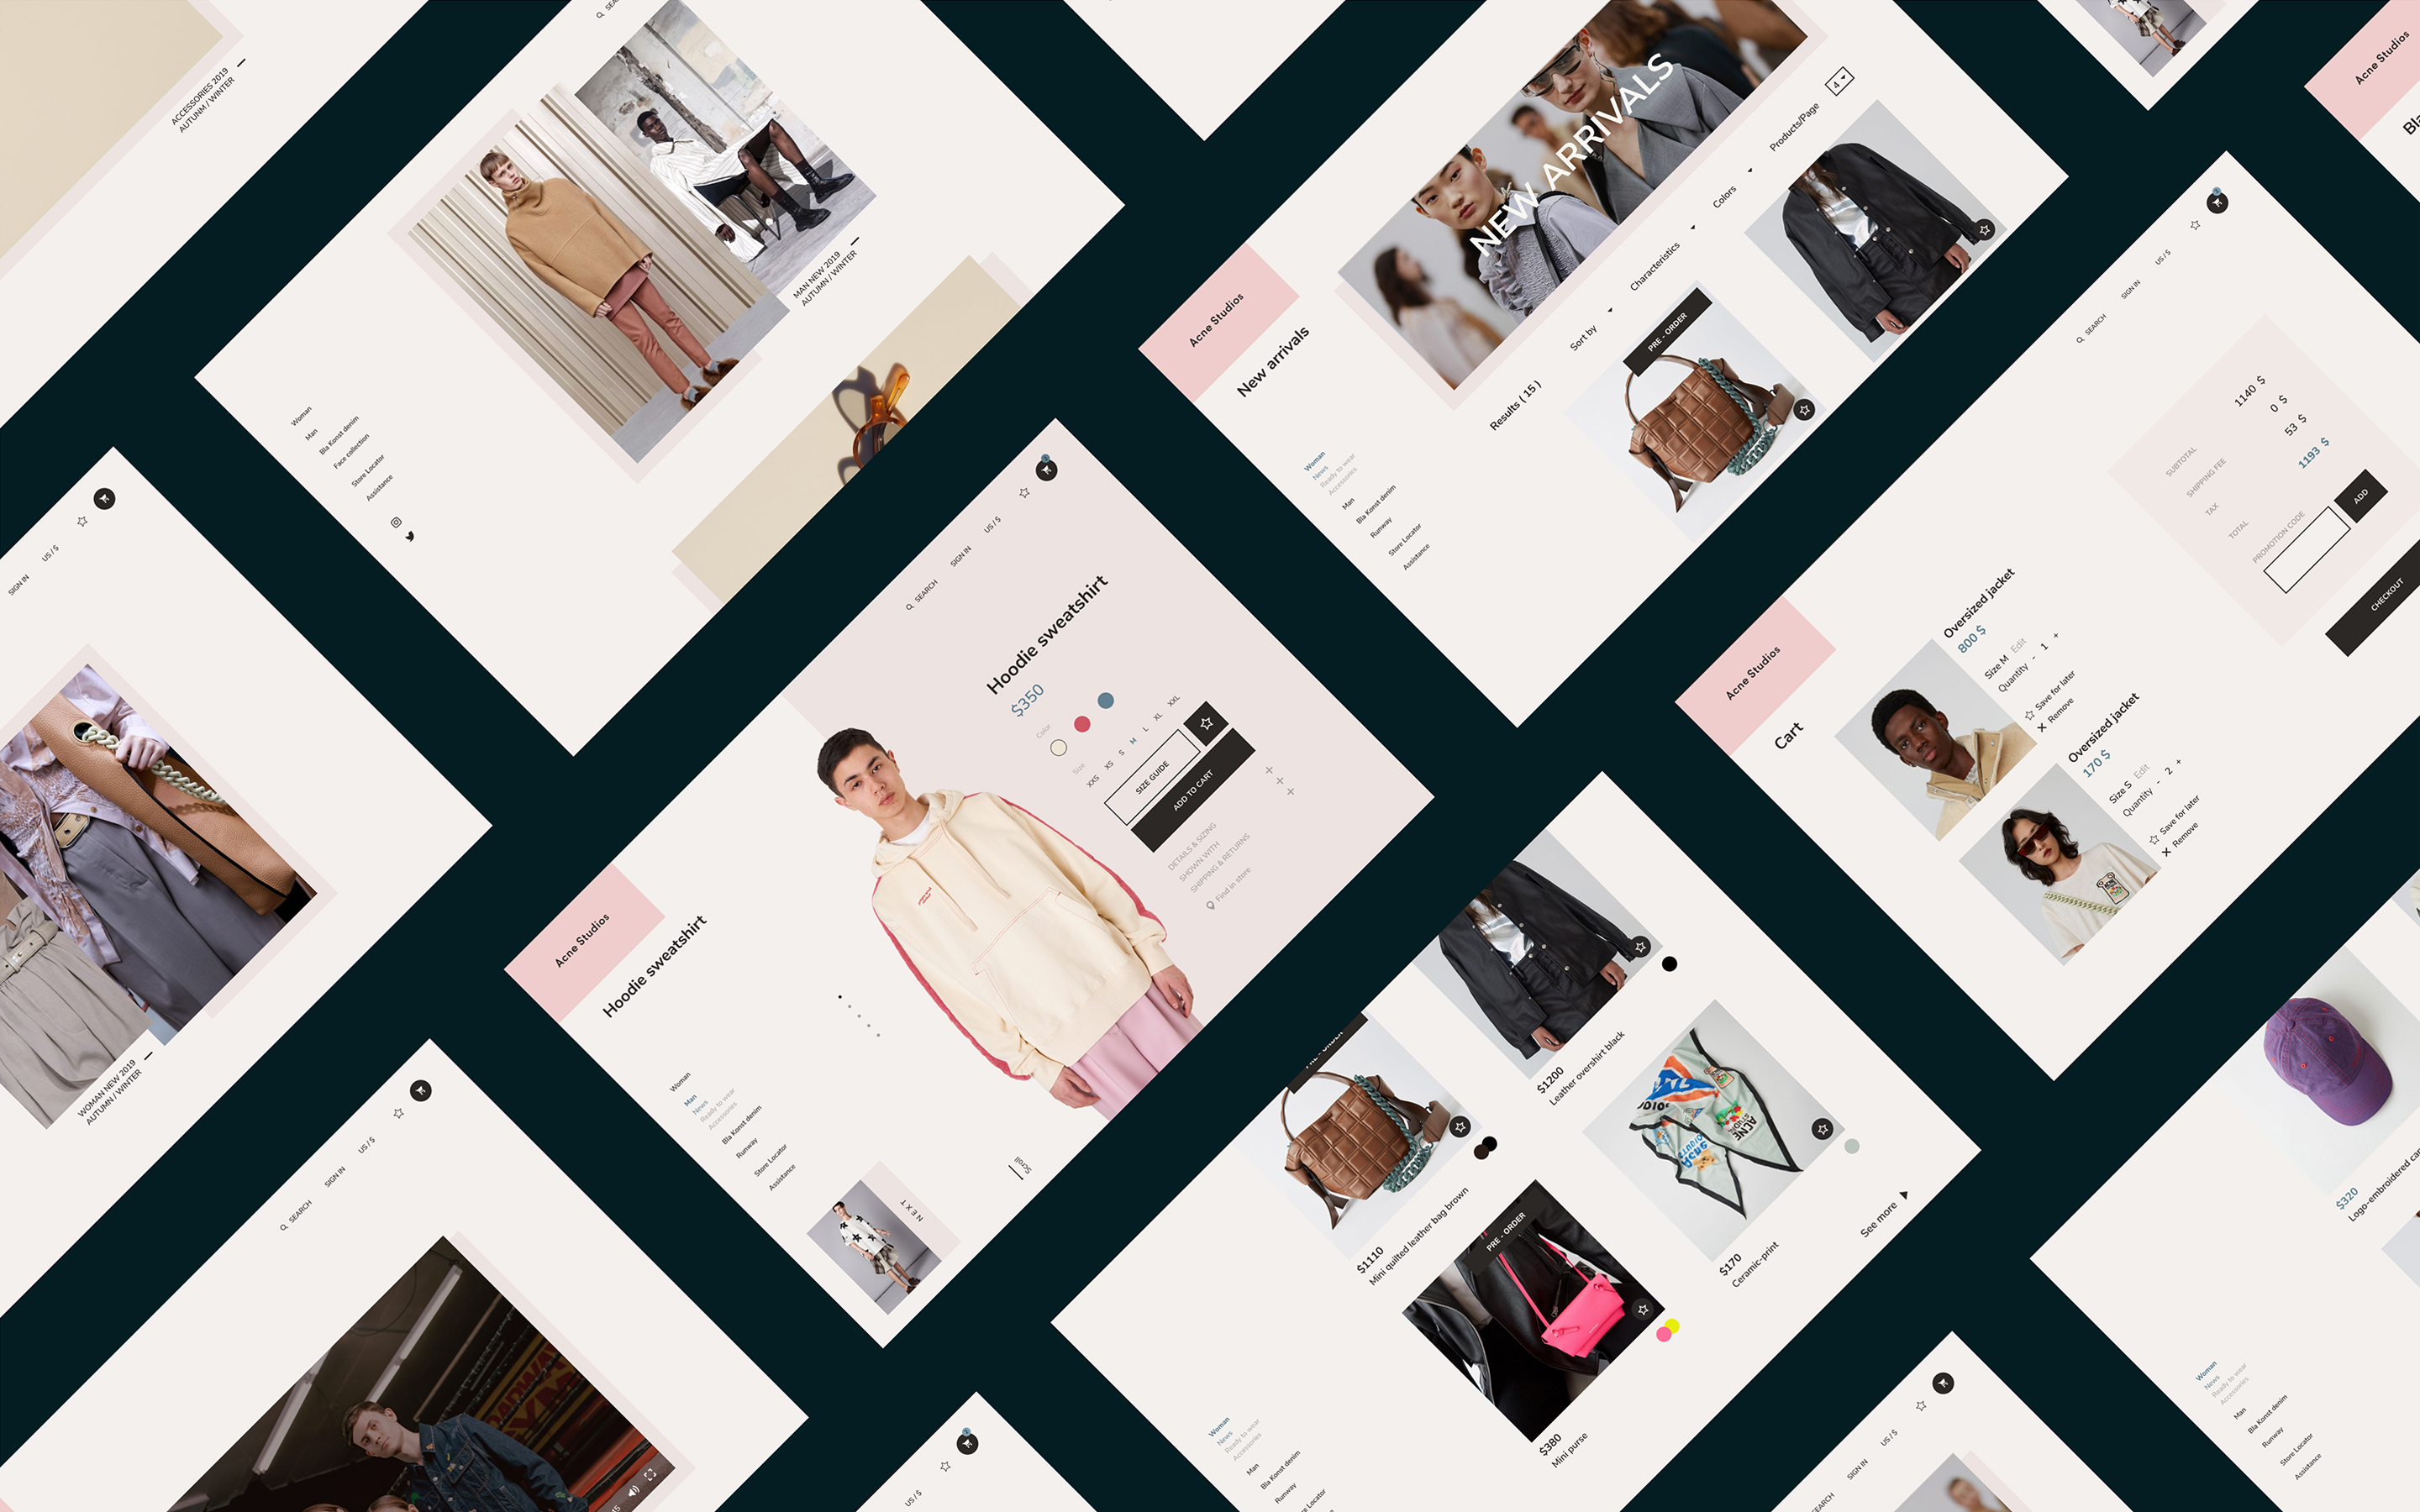 ACCESSORIES 2019
AUTUNM / WINTER
MAN NEW 2019
AUTUMN / WINTER
Woman
Man
Bla Konst denim
Face collection
Store Locator
Assistance
SIGN IN
US / $
WOMAN NEW 2019
AUTUMN / WINTER
SEARCH
SIGN IN
US / $
Acne Studios
Hoodie sweatshirt
Woman
Man
News
Ready to wear
Accessories
Bla Konst denim
Runway
Store Locator
Assistance
NEXT
SEARCH
SIGN IN
US / $
Hoodie sweatshirt
$350
Color
Size
XXS XS S M L XL XXL
SIZE GUIDE
ADD TO CART
DETAILS & SIZING
SHOWN WITH
SHIPPING & RETURNS
Find in store
Acne Studios
New arrivals
NEW ARRIVALS
Results ( 15 )
Sort by
Characteristics
Colors
Products/Page
4
PRE - ORDER
Woman
News
Ready to wear
Accessories
Man
Bla Konst denim
Runway
Store Locator
Assistance
Acne Studios
Cart
SEARCH
SIGN IN
US / $
Oversized jacket
800 $
Size M Edit
Quantity - 1 +
Save for later
Remove
Oversized jacket
170 $
Size S Edit
Quantity - 2 +
Save for later
Remove
SUBTOTAL 1140 $
SHIPPING FEE 0 $
TAX 53 $
TOTAL 1193 $
PROMOTION CODE
ADD
CHECKOUT
Acne Studios
$1110
Mini quilted leather bag brown
$1200
Leather overshirt black
PRE - ORDER
$380
Mini purse
$170
Ceramic-print
See more
Woman
News
Ready to wear
Accessories
Man
Bla Konst denim
Runway
$320
Logo-embroidered
Woman
News
Ready to wear
Accessories
Man
Bla Konst denim
Runway
Store Locator
Assistance
US / $
SIGN IN
US / $